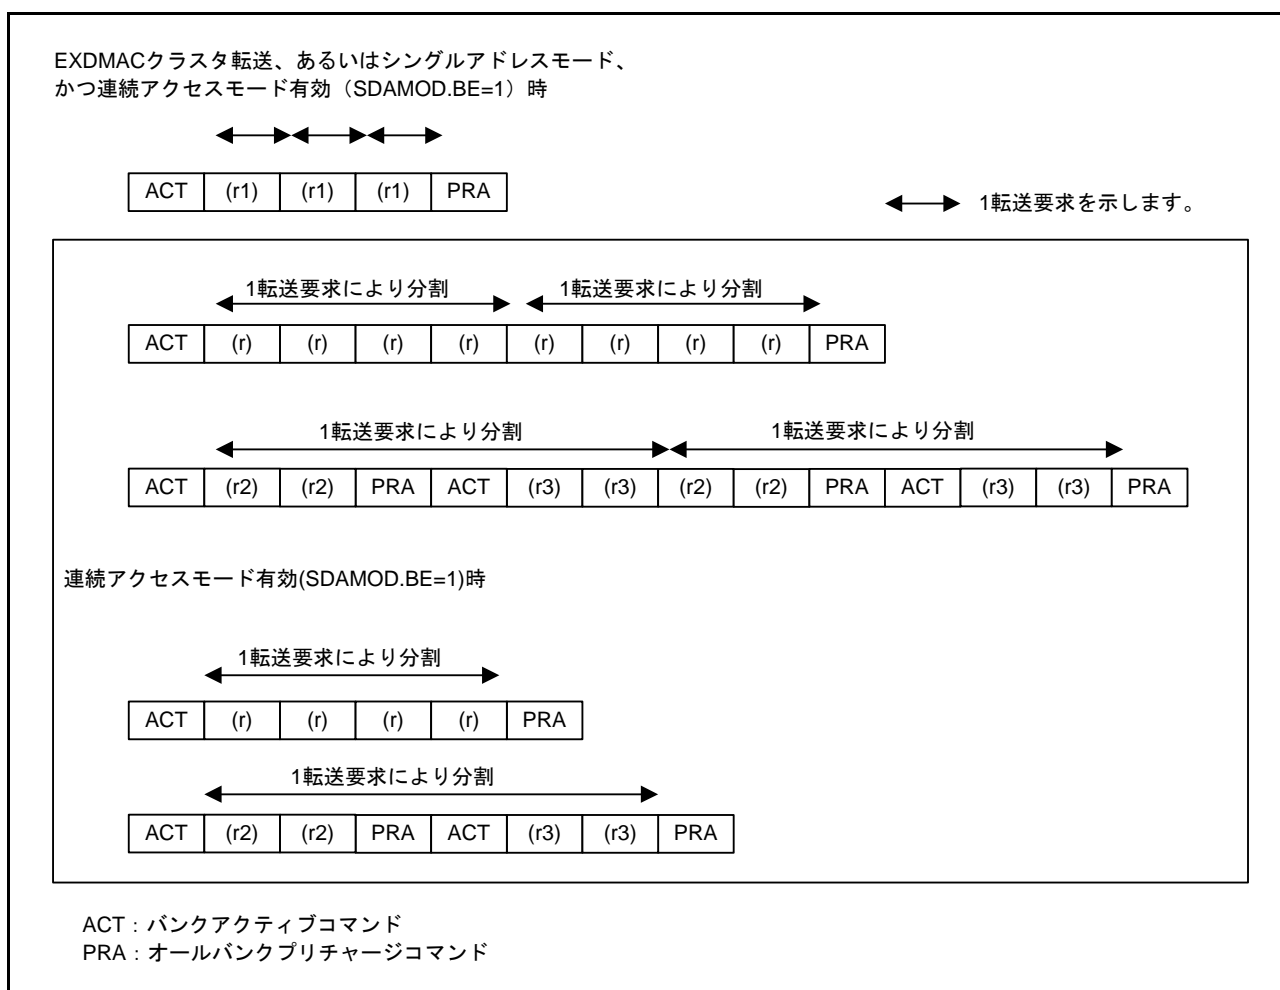 EXDMACクラスタ転送、あるいはシングルアドレスモード、
かつ連続アクセスモード有効（SDAMOD.BE=1）時
ACT (r1) (r1) (r1) PRA
1転送要求を示します。
1転送要求により分割 1転送要求により分割
ACT (r) (r) (r) (r) (r) (r) (r) (r) PRA
1転送要求により分割 1転送要求により分割
ACT (r2) (r2) PRA ACT (r3) (r3) (r2) (r2) PRA ACT (r3) (r3) PRA
連続アクセスモード有効(SDAMOD.BE=1)時
1転送要求により分割
ACT (r) (r) (r) (r) PRA
1転送要求により分割
ACT (r2) (r2) PRA ACT (r3) (r3) PRA
ACT：バンクアクティブコマンド
PRA：オールバンクプリチャージコマンド